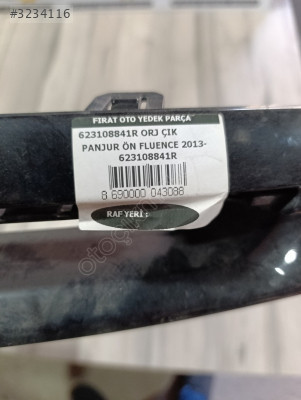 #3234116
FIRAT OTO YEDEK PARÇA
623108841R ORJ ÇIK
PANJUR ÖN FLUENCE 2013-
623108841R
8 690000 043088
RAF YERİ :